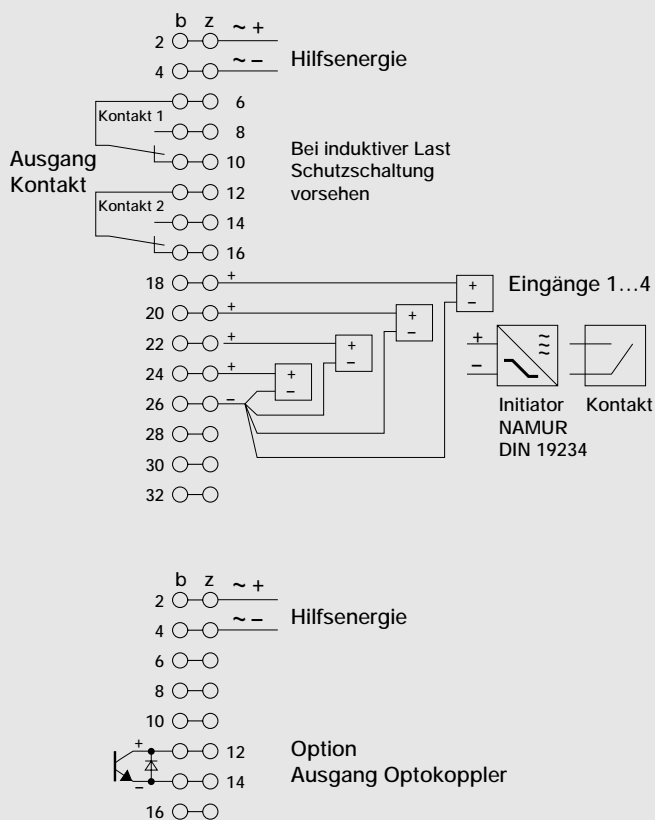 b z
2 ~ +
4 ~ − Hilfsenergie
6
Kontakt 1
8
10
Ausgang
Kontakt
Bei induktiver Last
Schutzschaltung
vorsehen
12
Kontakt 2
14
16
18 + + − Eingänge 1...4
20 + + −
22 + + −
24 + + −
26 −
28
30
32
+ − ~ ~ ~
Initiator
NAMUR
DIN 19234
Kontakt
b z
2 ~ +
4 ~ − Hilfsenergie
6
8
10
+ 12
− 14
Option
Ausgang Optokoppler
16